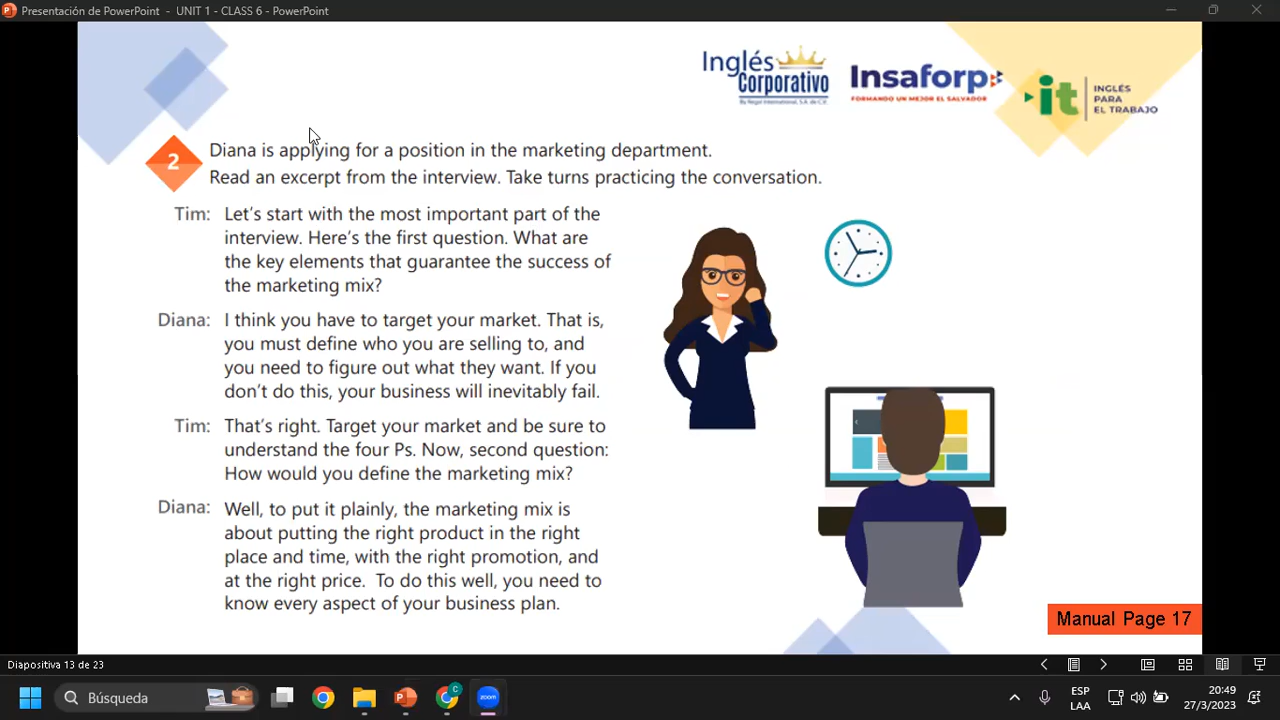 Presentación de PowerPoint - UNIT 1 - CLASS 6 - PowerPoint
Inglés
Corporativo
By Regal International, S.A. de C.V.
Insaforp
FORMANDO UN MEJOR EL SALVADOR
it
INGLÉS
PARA
EL TRABAJO
2
Diana is applying for a position in the marketing department.
Read an excerpt from the interview. Take turns practicing the conversation.
Tim: Let's start with the most important part of the
interview. Here's the first question. What are
the key elements that guarantee the success of
the marketing mix?
Diana: I think you have to target your market. That is,
you must define who you are selling to, and
you need to figure out what they want. If you
don't do this, your business will inevitably fail.
Tim: That's right. Target your market and be sure to
understand the four Ps. Now, second question:
How would you define the marketing mix?
Diana: Well, to put it plainly, the marketing mix is
about putting the right product in the right
place and time, with the right promotion, and
at the right price. To do this well, you need to
know every aspect of your business plan.
Manual Page 17
Diapositiva 13 de 23
Búsqueda
zoom
C
ESP
LAA
20:49
27/3/2023